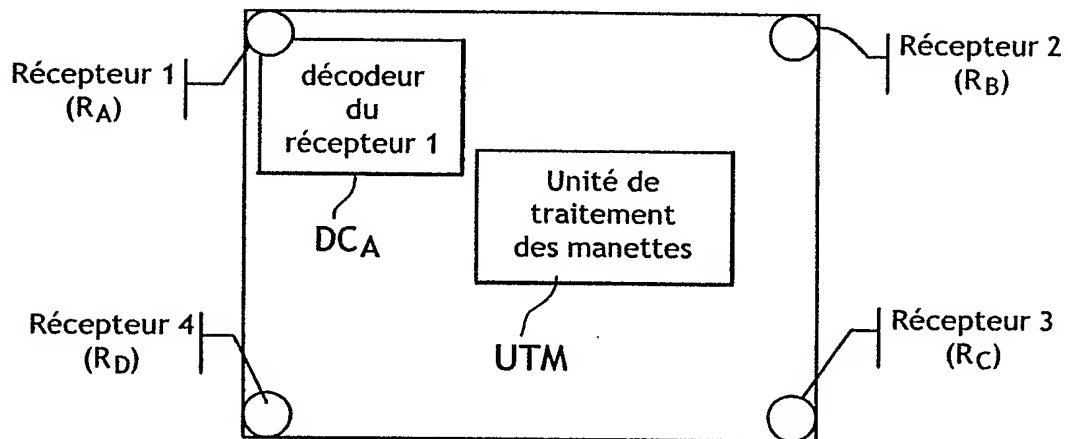 Récepteur 1
(RA)
décodeur
du
récepteur 1
DCA
Récepteur 2
(RB)
Unité de
traitement
des manettes
UTM
Récepteur 4
(RD)
Récepteur 3
(RC)